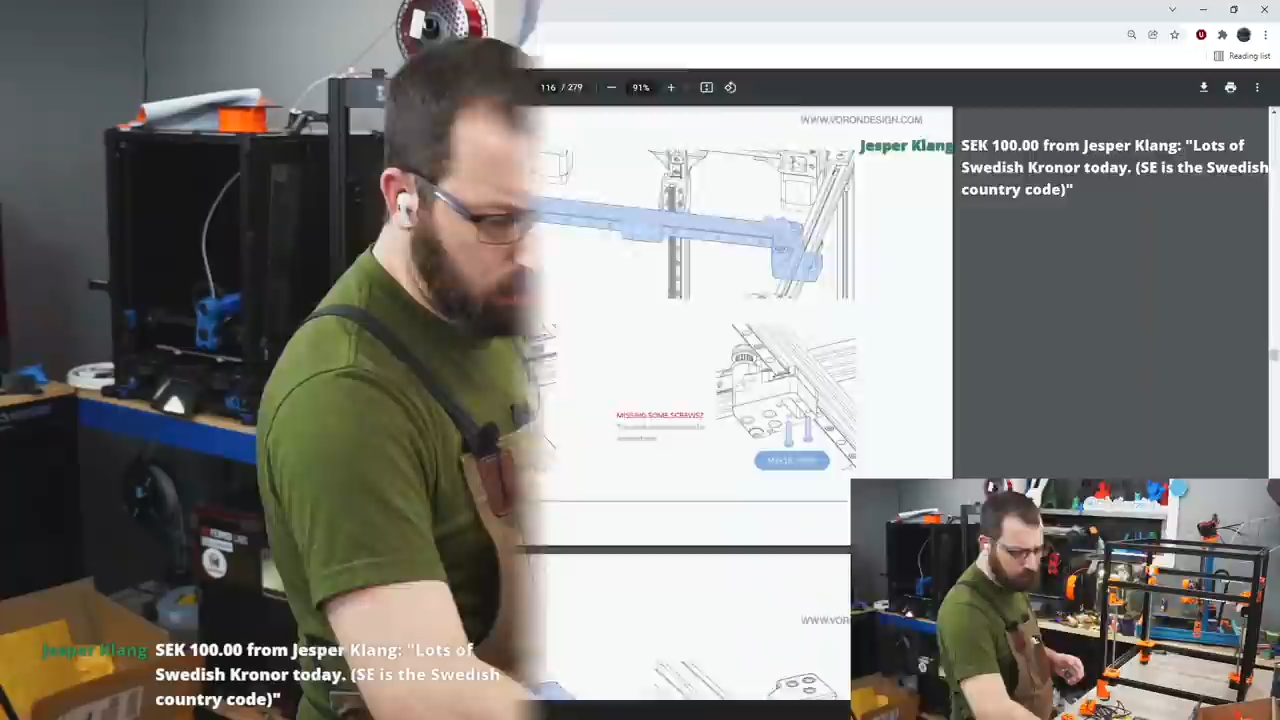 Reading list
116 / 279
91%
WWW.VORONDESIGN.COM
Jesper Klang
SEK 100.00 from Jesper Klang: "Lots of
Swedish Kronor today. (SE is the Swedish
country code)"
MISSING SOME SCREWS?
Jesper Klang
SEK 100.00 from Jesper Klang: "Lots of
Swedish Kronor today. (SE is the Swedish
country code)"